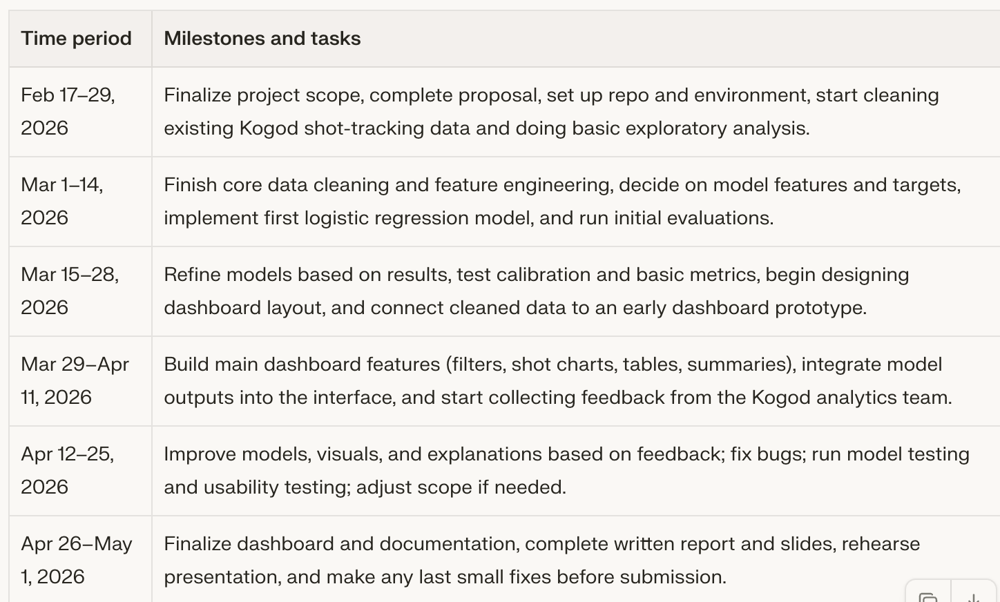 Time period
Milestones and tasks
Feb 17–29,
2026
Finalize project scope, complete proposal, set up repo and environment, start cleaning
existing Kogod shot-tracking data and doing basic exploratory analysis.
Mar 1–14,
2026
Finish core data cleaning and feature engineering, decide on model features and targets,
implement first logistic regression model, and run initial evaluations.
Mar 15–28,
2026
Refine models based on results, test calibration and basic metrics, begin designing
dashboard layout, and connect cleaned data to an early dashboard prototype.
Mar 29–Apr
11, 2026
Build main dashboard features (filters, shot charts, tables, summaries), integrate model
outputs into the interface, and start collecting feedback from the Kogod analytics team.
Apr 12–25,
2026
Improve models, visuals, and explanations based on feedback; fix bugs; run model testing
and usability testing; adjust scope if needed.
Apr 26–May
1, 2026
Finalize dashboard and documentation, complete written report and slides, rehearse
presentation, and make any last small fixes before submission.